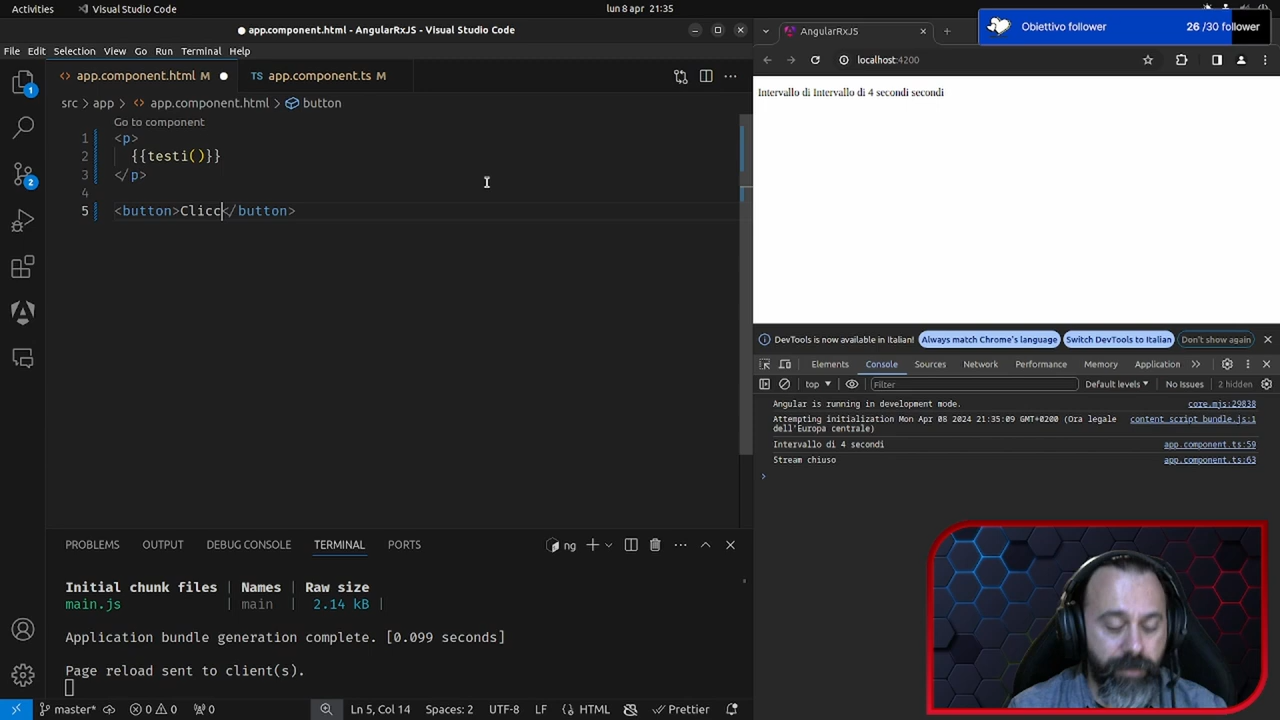 Activities
Visual Studio Code
lun 8 apr 21:35
app.component.html - AngularRxJS - Visual Studio Code
File Edit Selection View Go Run Terminal Help
app.component.html M
TS app.component.ts M
src > app > app.component.html > button
Go to component
1 <p>
2 {{testi()}}
3 </p>
4
5 <button>Clicc</button>
1
2
PROBLEMS OUTPUT DEBUG CONSOLE TERMINAL PORTS
ng
Initial chunk files | Names | Raw size
main.js | main | 2.14 kB |
Application bundle generation complete. [0.099 seconds]
Page reload sent to client(s).
master* 0 0 0 Ln 5, Col 14 Spaces: 2 UTF-8 LF HTML Prettier
AngularRxJS
Obiettivo follower 26 /30 follower
localhost:4200
Intervallo di Intervallo di 4 secondi secondi
DevTools is now available in Italian! Always match Chrome's language Switch DevTools to Italian Don't show again
Elements Console Sources Network Performance Memory Application
top Filter Default levels No Issues 2 hidden
Angular is running in development mode. core.mjs:29838
Attempting initialization Mon Apr 08 2024 21:35:09 GMT+0200 (Ora legale content_script_bundle.js:1
dell'Europa centrale)
Intervallo di 4 secondi app.component.ts:59
Stream chiuso app.component.ts:63